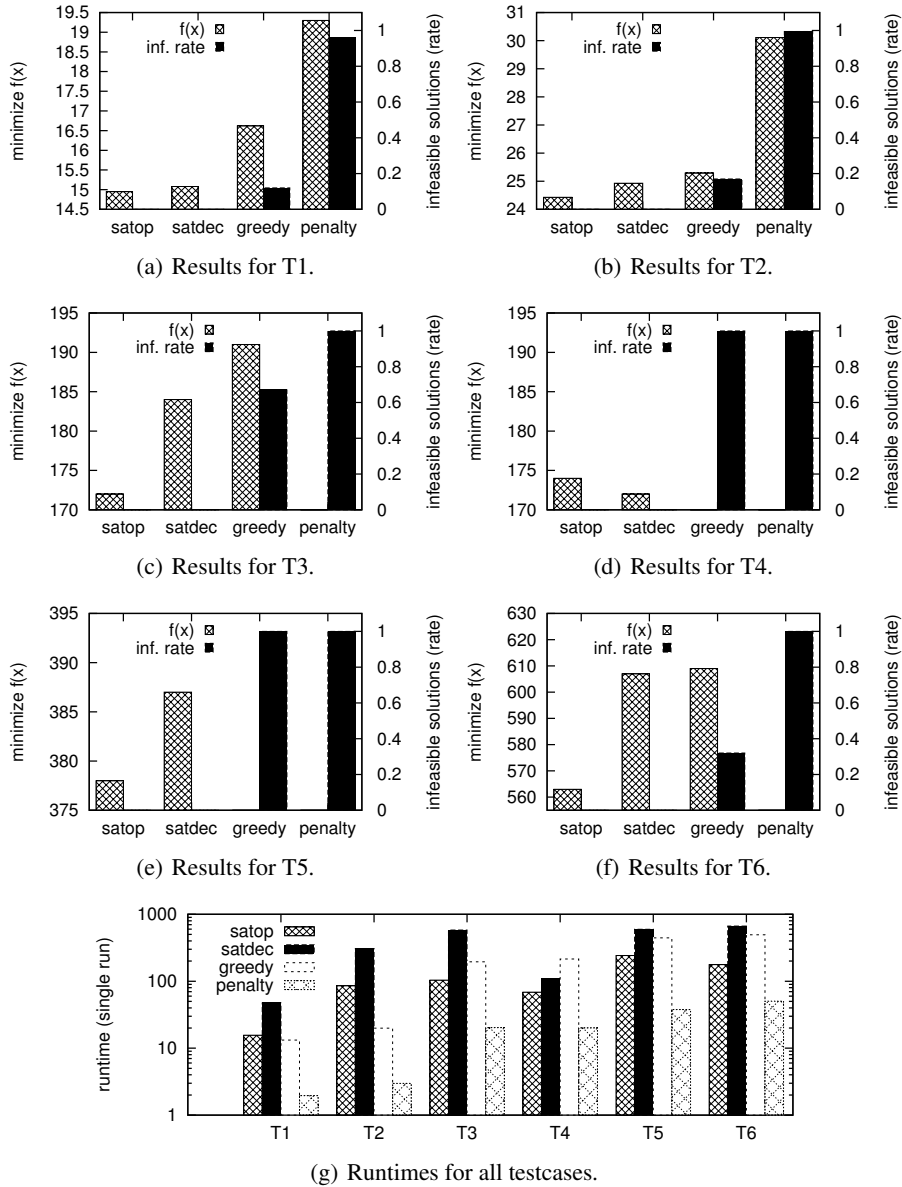 19.5
19
18.5
18
17.5
17
16.5
16
15.5
15
14.5
minimize f(x)
f(x)
inf. rate
1
0.8
0.6
0.4
0.2
0
infeasible solutions (rate)
satop satdec greedy penalty
(a) Results for T1.
31
30
29
28
27
26
25
24
minimize f(x)
f(x)
inf. rate
1
0.8
0.6
0.4
0.2
0
infeasible solutions (rate)
satop satdec greedy penalty
(b) Results for T2.
195
190
185
180
175
170
minimize f(x)
f(x)
inf. rate
1
0.8
0.6
0.4
0.2
0
infeasible solutions (rate)
satop satdec greedy penalty
(c) Results for T3.
195
190
185
180
175
170
minimize f(x)
f(x)
inf. rate
1
0.8
0.6
0.4
0.2
0
infeasible solutions (rate)
satop satdec greedy penalty
(d) Results for T4.
395
390
385
380
375
minimize f(x)
f(x)
inf. rate
1
0.8
0.6
0.4
0.2
0
infeasible solutions (rate)
satop satdec greedy penalty
(e) Results for T5.
630
620
610
600
590
580
570
560
minimize f(x)
f(x)
inf. rate
1
0.8
0.6
0.4
0.2
0
infeasible solutions (rate)
satop satdec greedy penalty
(f) Results for T6.
1000
100
10
1
runtime (single run)
satop
satdec
greedy
penalty
T1 T2 T3 T4 T5 T6
(g) Runtimes for all testcases.